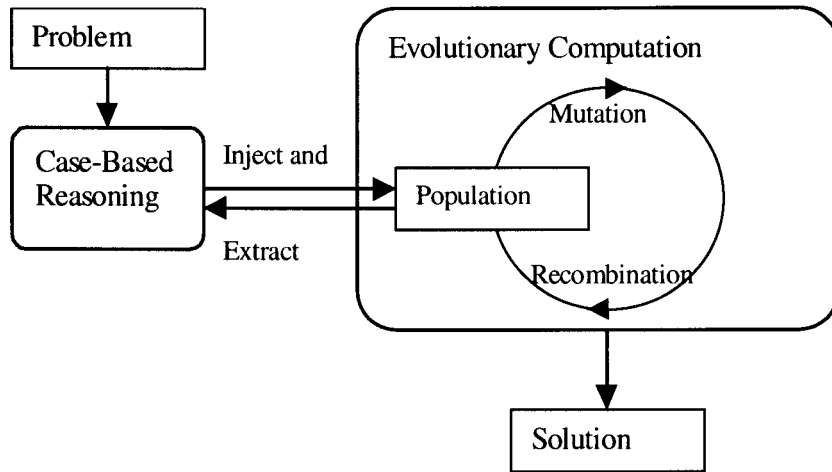 Problem
Evolutionary Computation
Mutation
Case-Based
Reasoning
Inject and
Population
Extract
Recombination
Solution